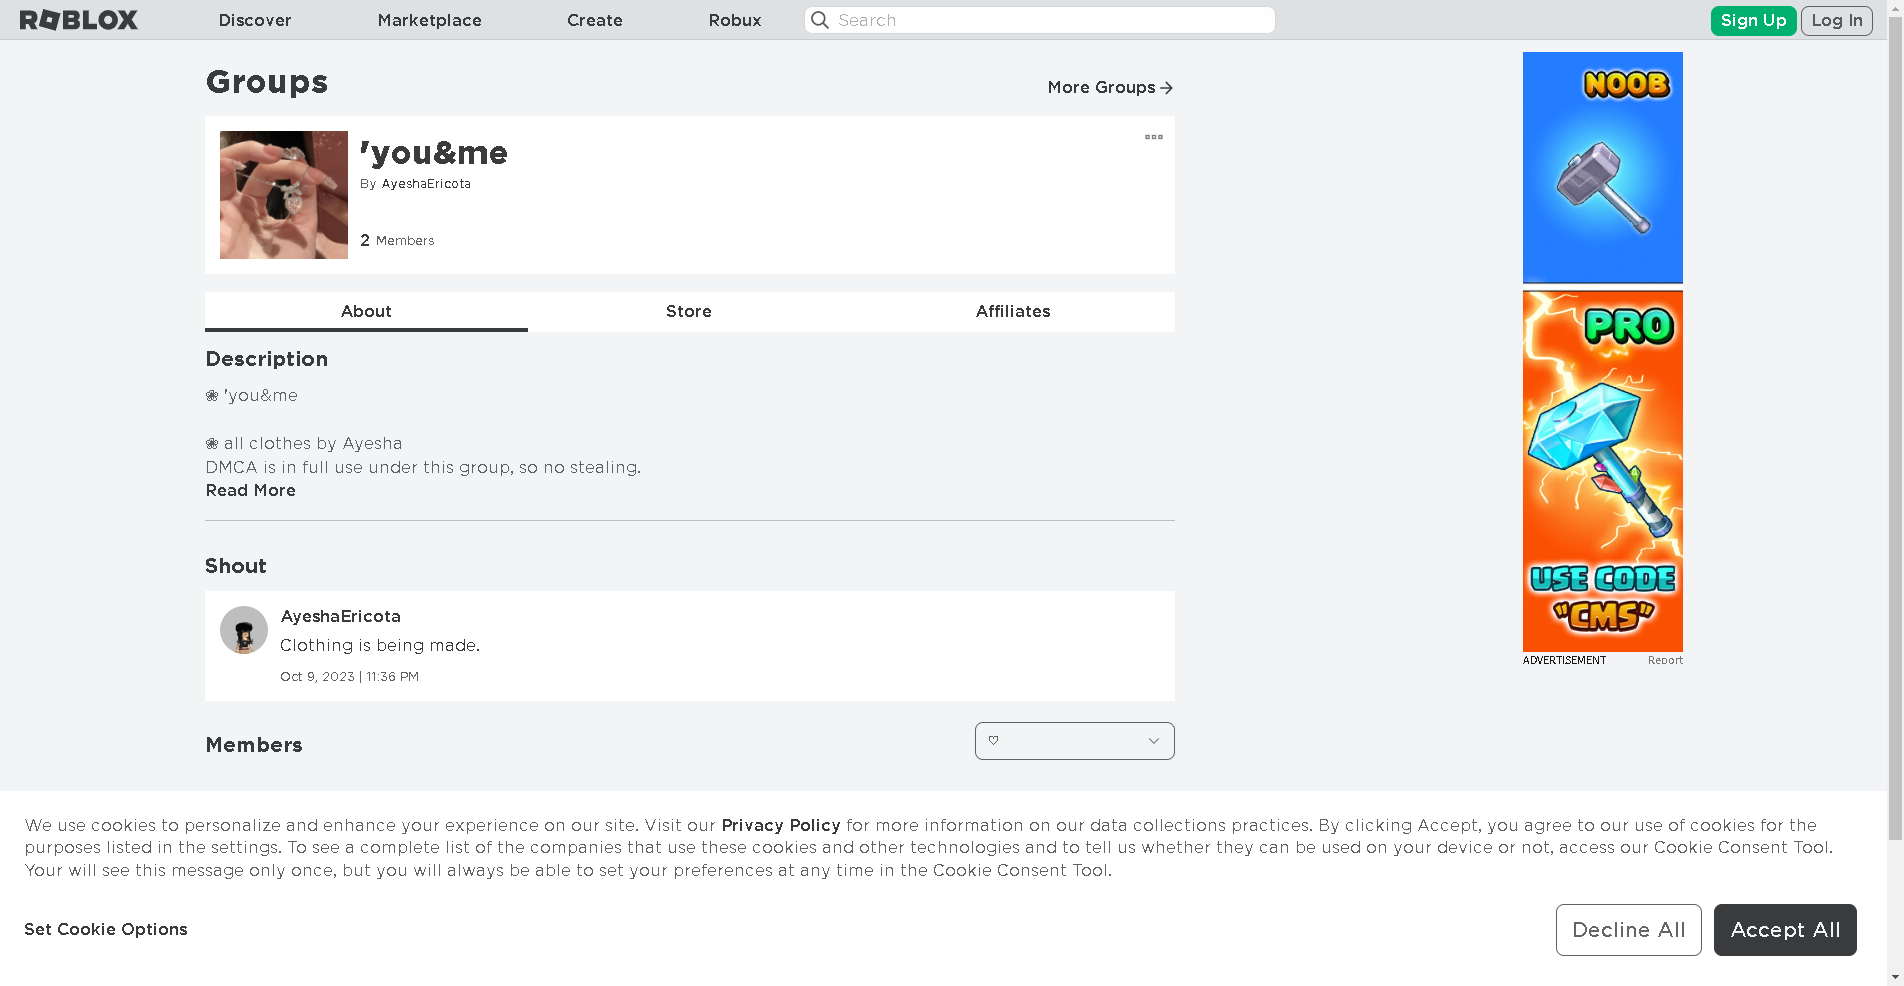 ROBLOX Discover Marketplace Create Robux Search Sign Up Log In
Groups
More Groups
'you&me
By AyeshaEricota
2 Members
About Store Affiliates
Description
❀ 'you&me
❀ all clothes by Ayesha
DMCA is in full use under this group, so no stealing.
Read More
Shout
AyeshaEricota
Clothing is being made.
Oct 9, 2023 | 11:36 PM
Members
♡
NOOB
PRO
USE CODE
"CMS"
ADVERTISEMENT Report
We use cookies to personalize and enhance your experience on our site. Visit our Privacy Policy for more information on our data collections practices. By clicking Accept, you agree to our use of cookies for the
purposes listed in the settings. To see a complete list of the companies that use these cookies and other technologies and to tell us whether they can be used on your device or not, access our Cookie Consent Tool.
Your will see this message only once, but you will always be able to set your preferences at any time in the Cookie Consent Tool.
Set Cookie Options
Decline All Accept All